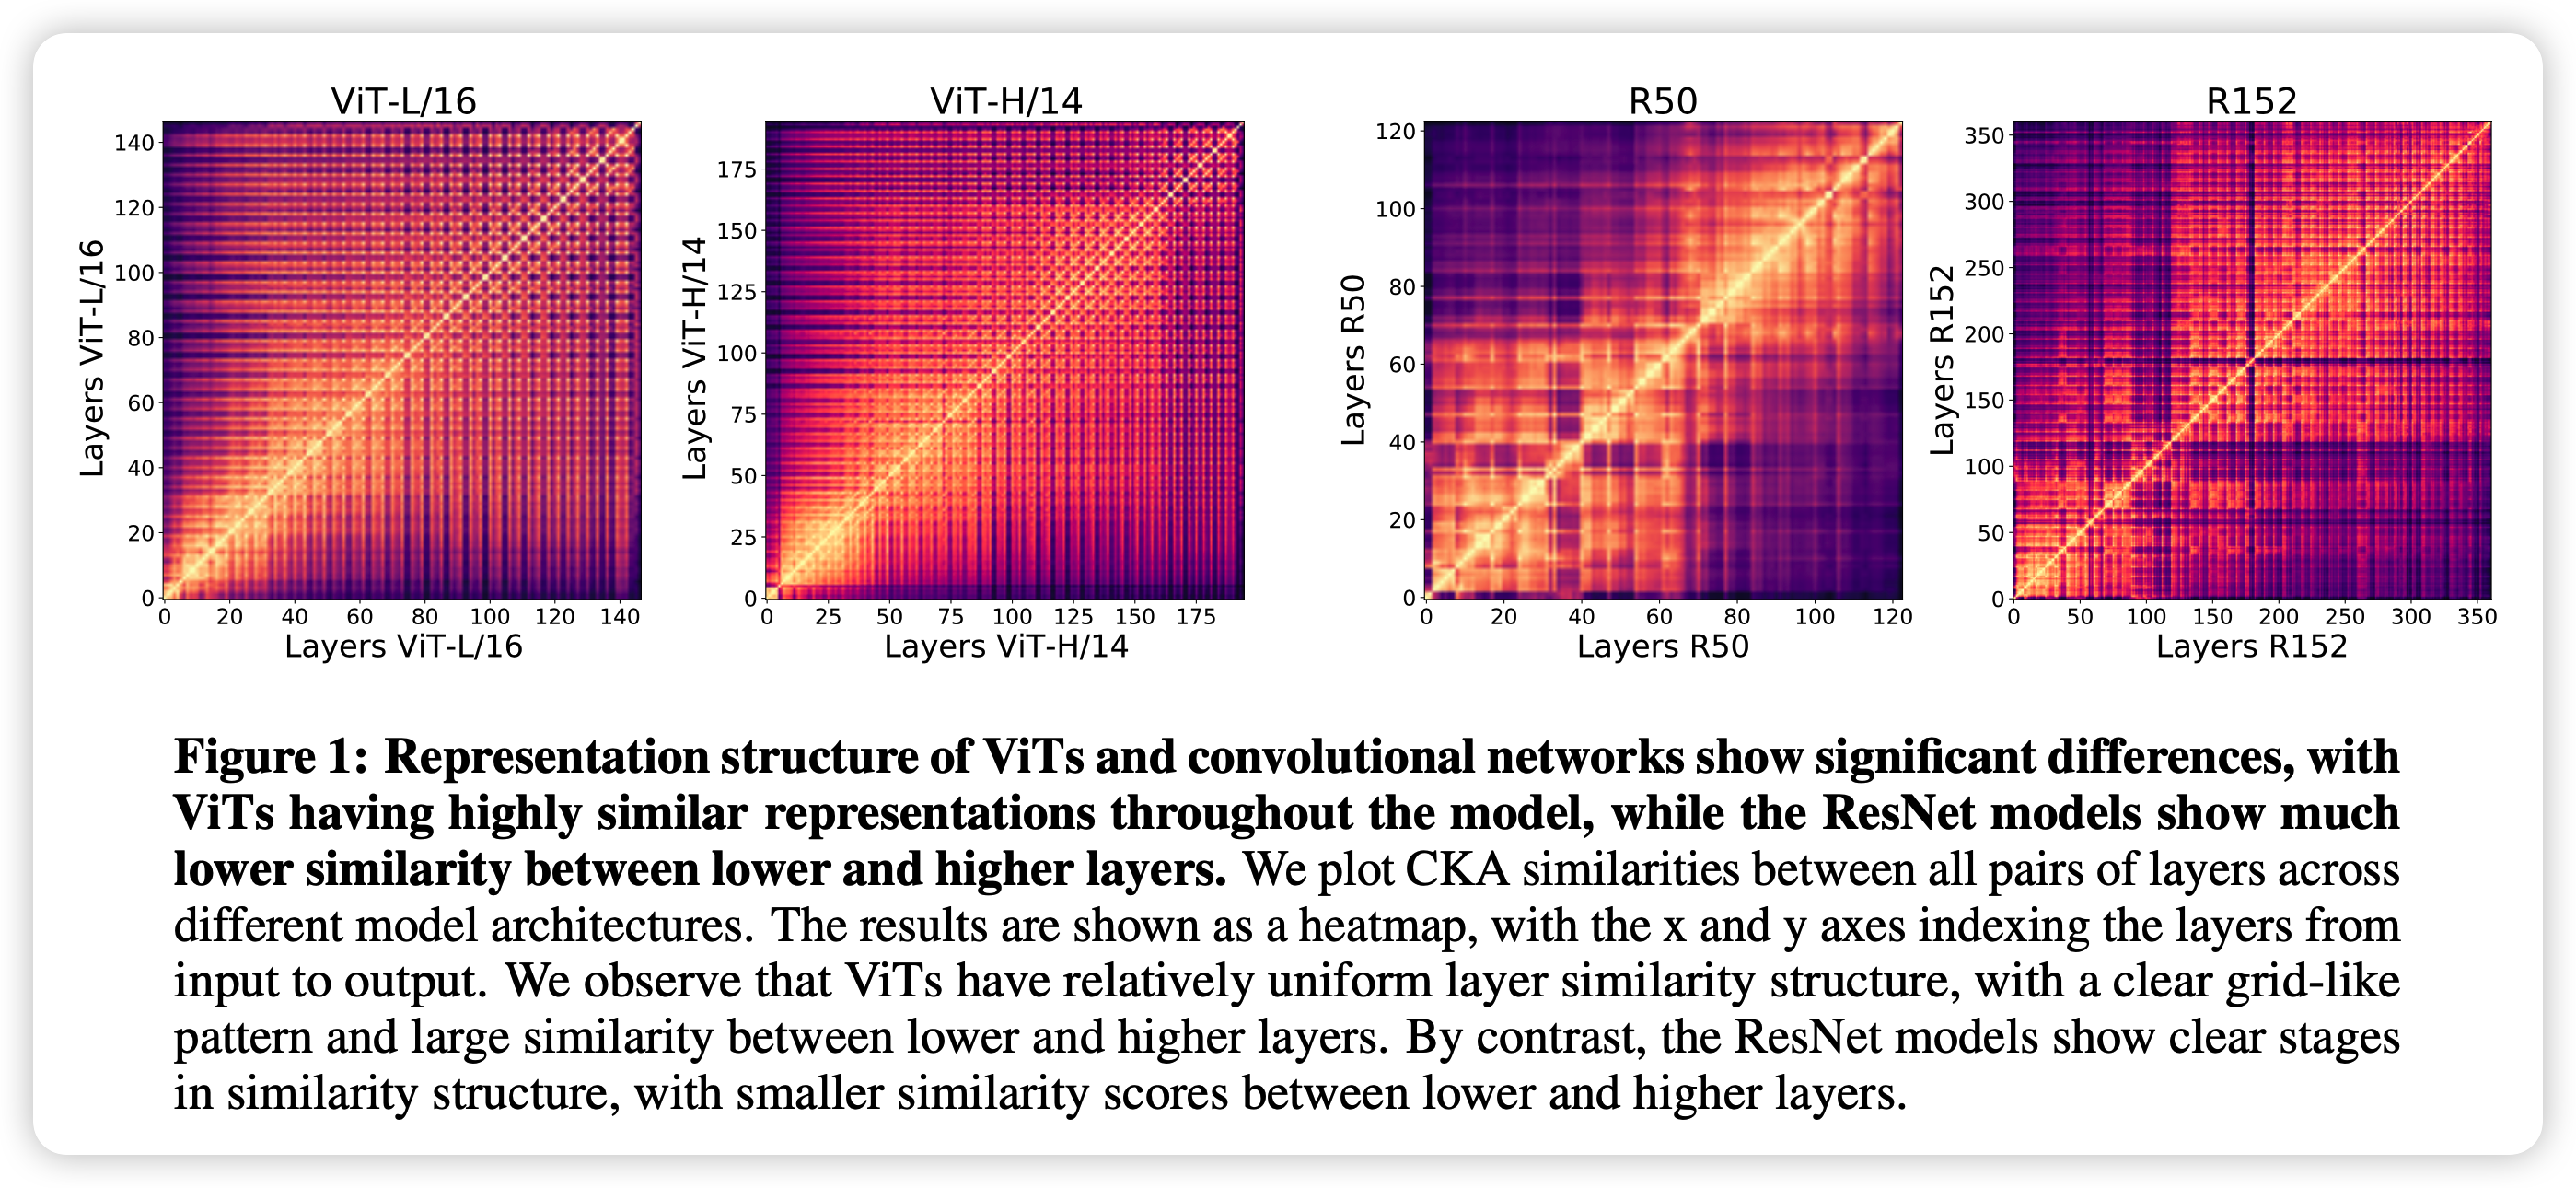 ViT-L/16
140
120
100
80
60
40
20
0
Layers ViT-L/16
0 20 40 60 80 100 120 140
Layers ViT-L/16
ViT-H/14
175
150
125
100
75
50
25
0
Layers ViT-H/14
0 25 50 75 100 125 150 175
Layers ViT-H/14
R50
120
100
80
60
40
20
0
Layers R50
0 20 40 60 80 100 120
Layers R50
R152
350
300
250
200
150
100
50
0
Layers R152
0 50 100 150 200 250 300 350
Layers R152
Figure 1: Representation structure of ViTs and convolutional networks show significant differences, with
ViTs having highly similar representations throughout the model, while the ResNet models show much
lower similarity between lower and higher layers. We plot CKA similarities between all pairs of layers across
different model architectures. The results are shown as a heatmap, with the x and y axes indexing the layers from
input to output. We observe that ViTs have relatively uniform layer similarity structure, with a clear grid-like
pattern and large similarity between lower and higher layers. By contrast, the ResNet models show clear stages
in similarity structure, with smaller similarity scores between lower and higher layers.